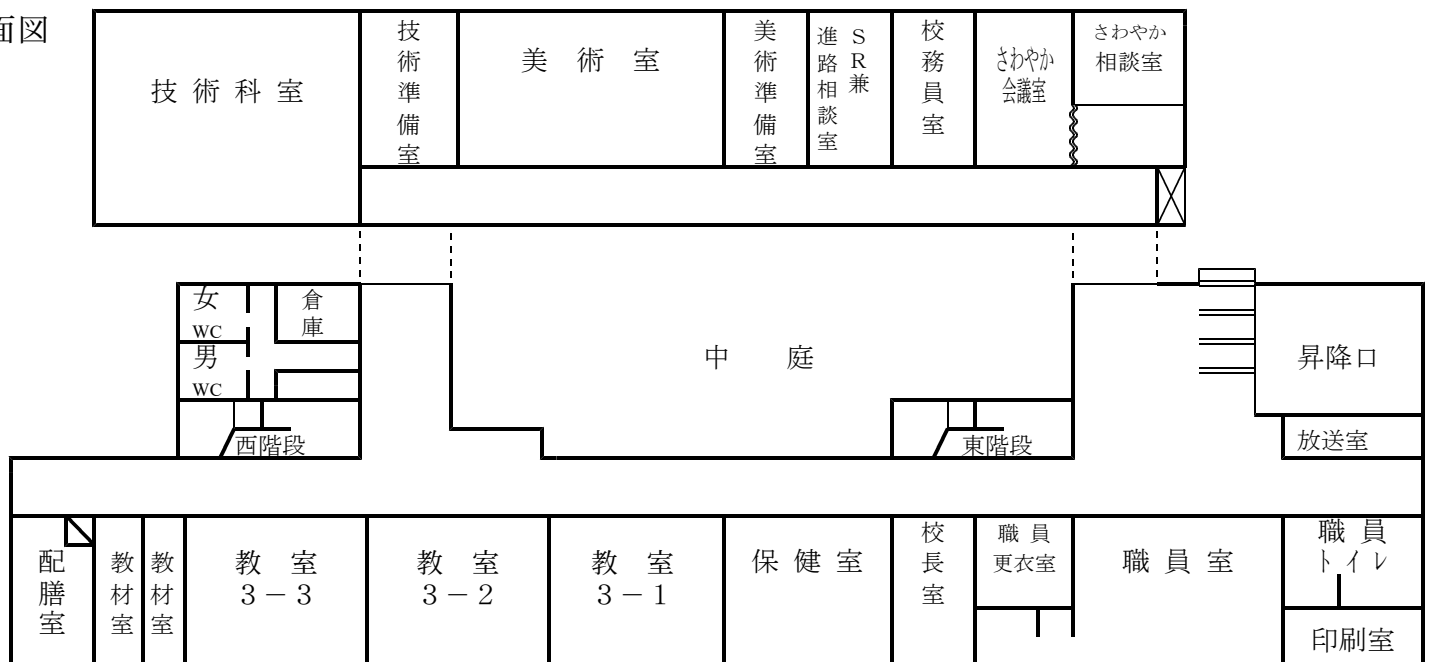 面図
技術科室
技術準備室
美術室
美術準備室
SR兼
進路相談室
校務員室
さわやか
会議室
さわやか
相談室
女
WC
倉庫
男
WC
西階段
中庭
東階段
昇降口
放送室
配膳室
教材室
教材室
教室
3－3
教室
3－2
教室
3－1
保健室
校長室
職員
更衣室
職員室
職員
トイレ
印刷室